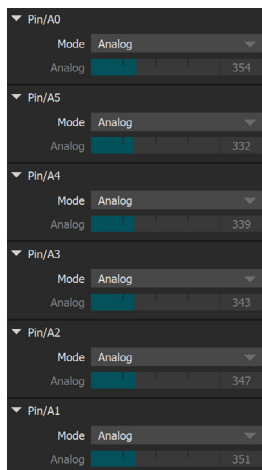 Pin/A0
Mode Analog
Analog 354
Pin/A5
Mode Analog
Analog 332
Pin/A4
Mode Analog
Analog 339
Pin/A3
Mode Analog
Analog 343
Pin/A2
Mode Analog
Analog 347
Pin/A1
Mode Analog
Analog 351